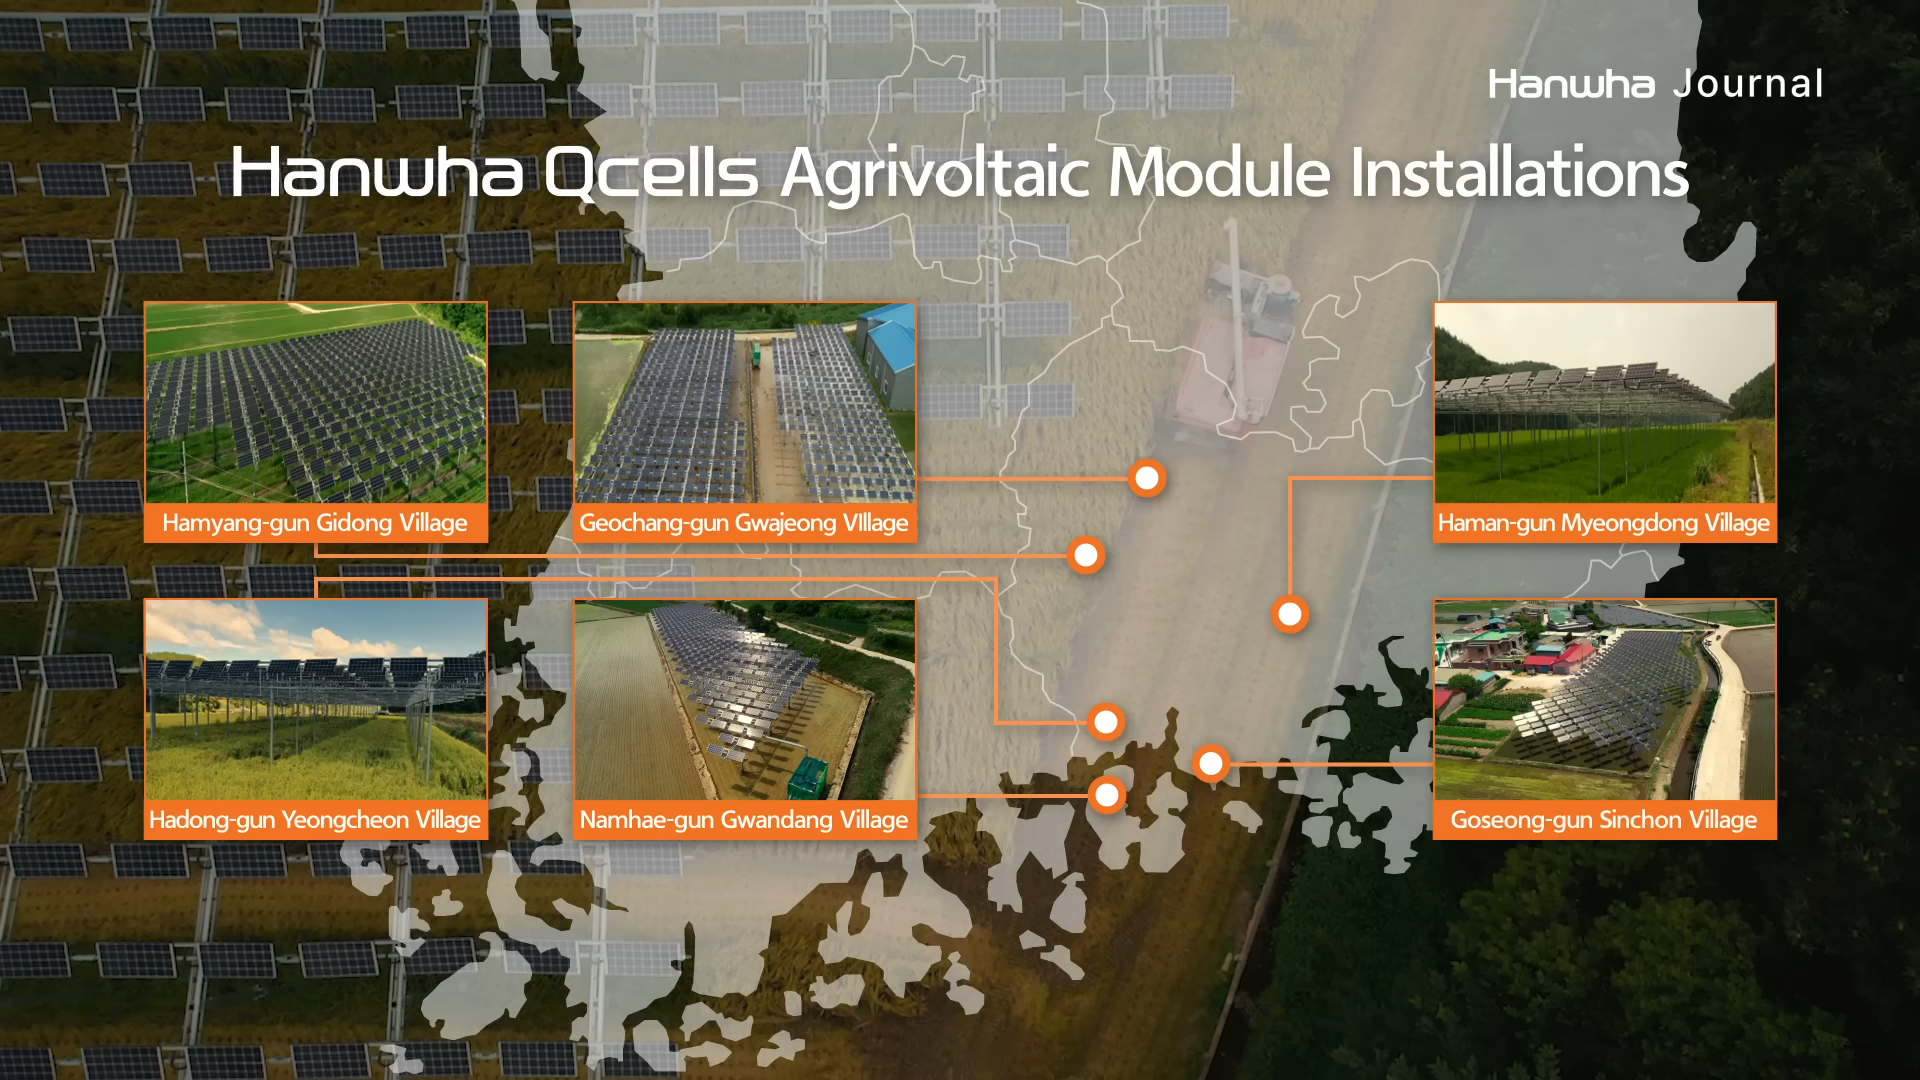 Hanwha Journal
Hanwha Qcells Agrivoltaic Module Installations
Hamyang-gun Gidong Village
Geochang-gun Gwajeong VIllage
Haman-gun Myeongdong Village
Hadong-gun Yeongcheon Village
Namhae-gun Gwandang Village
Goseong-gun Sinchon Village